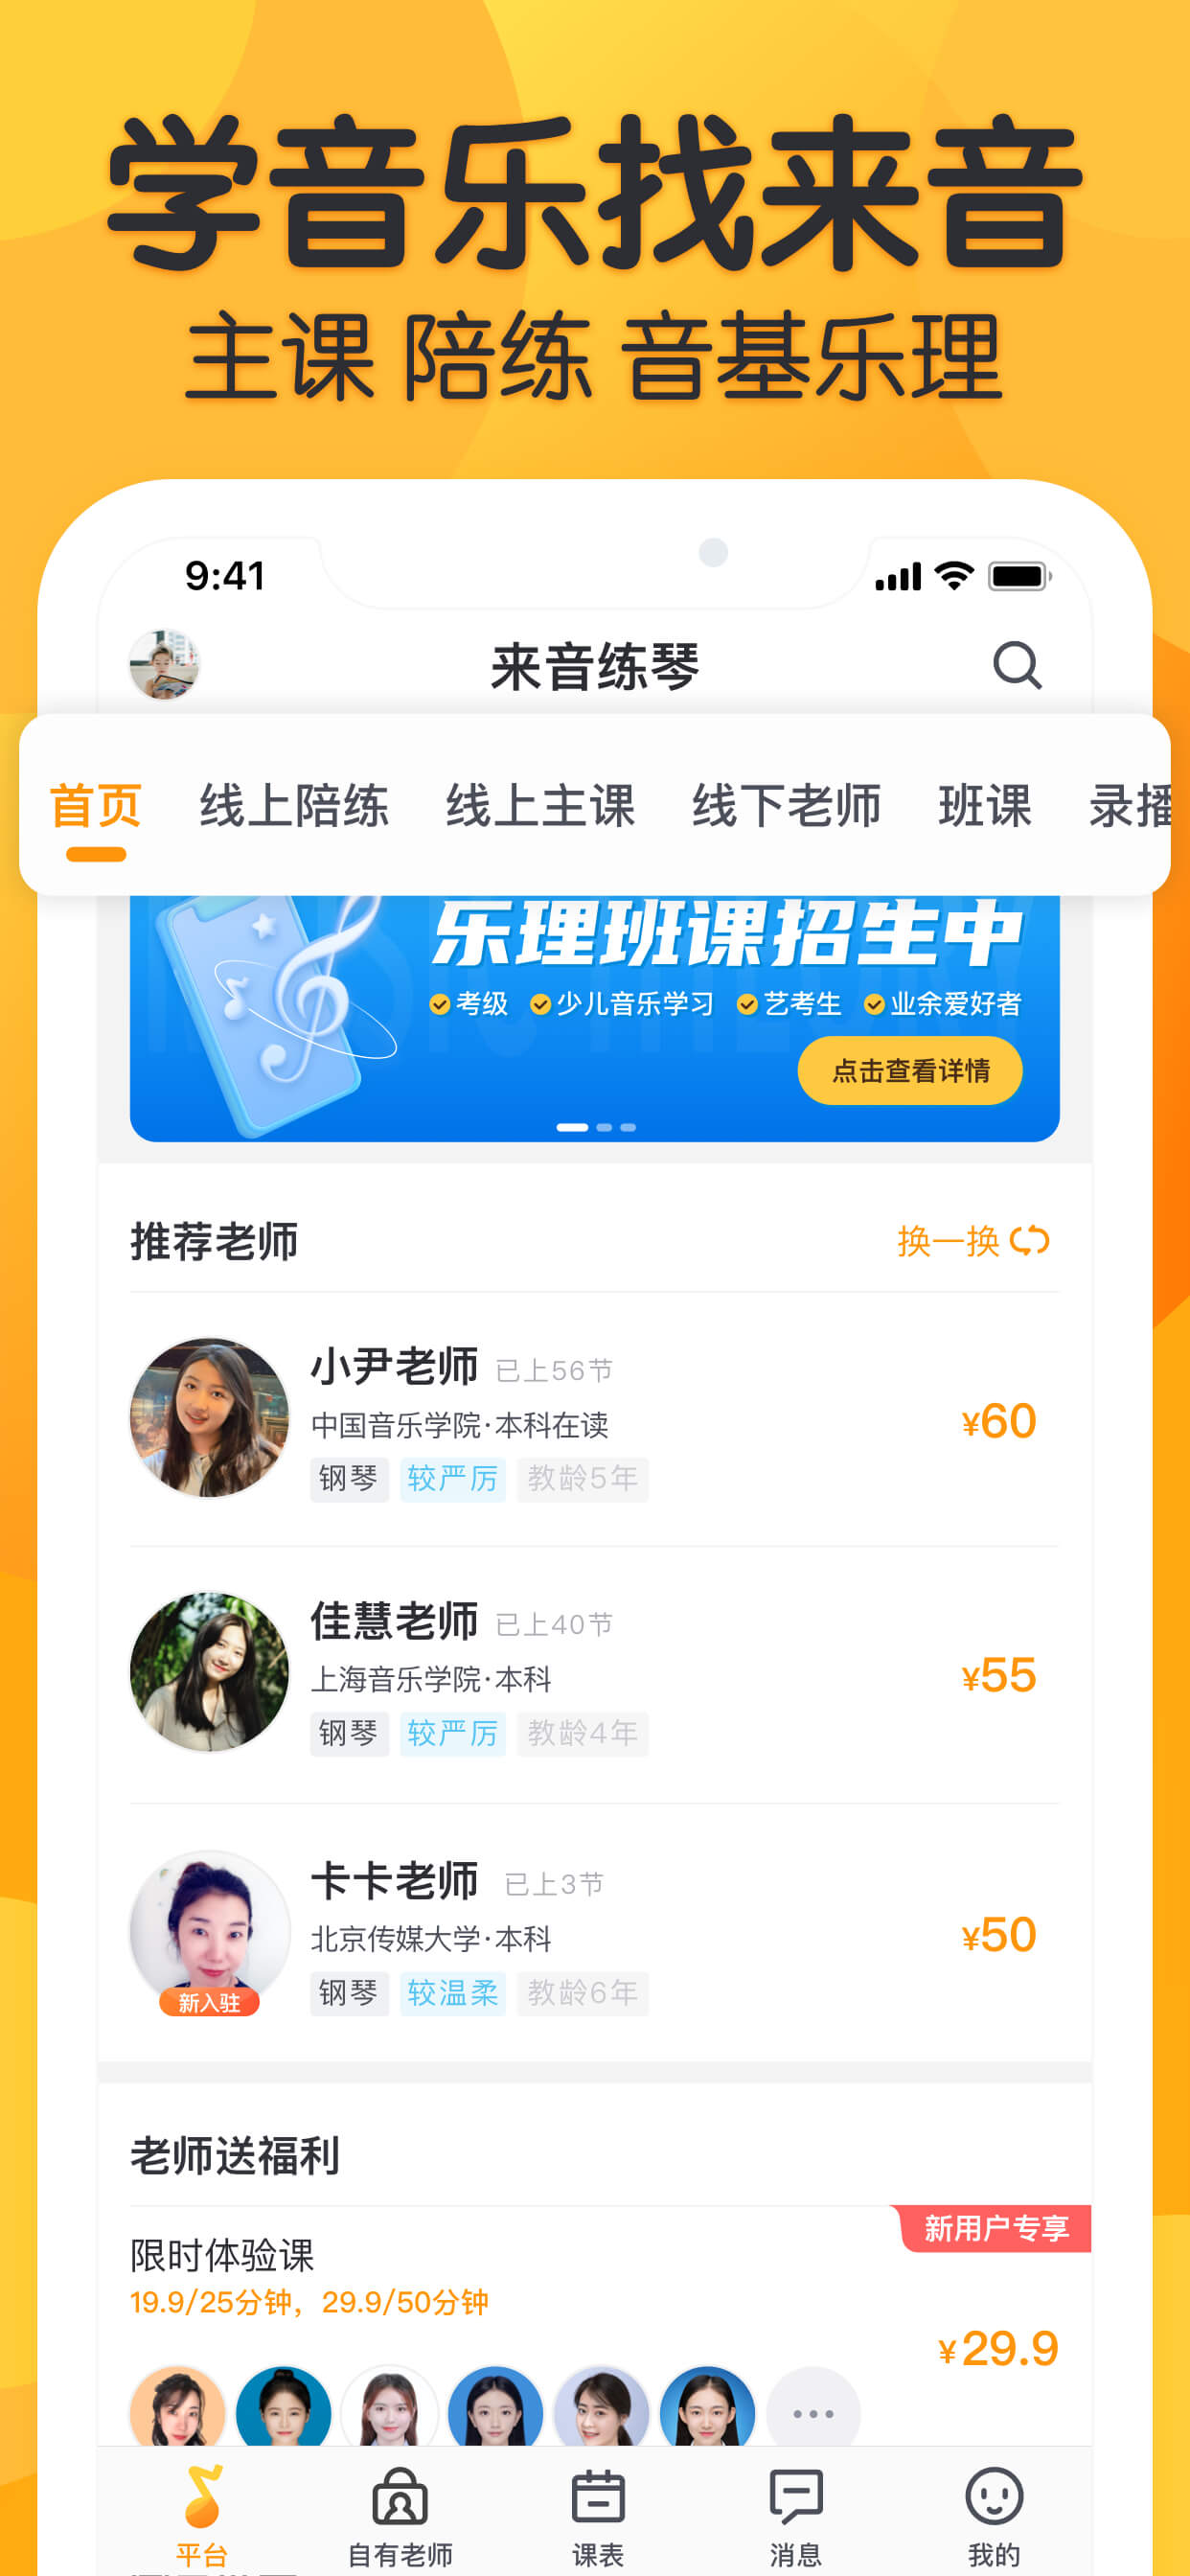 学音乐找来音
主课 陪练 音基乐理
9:41
来音练琴
首页 线上陪练 线上主课 线下老师 班课 录播
乐理班课招生中
考级 少儿音乐学习 艺考生 业余爱好者
点击查看详情
推荐老师 换一换
小尹老师 已上56节
中国音乐学院·本科在读
¥60
钢琴 较严厉 教龄5年
佳慧老师 已上40节
上海音乐学院·本科
¥55
钢琴 较严厉 教龄4年
卡卡老师 已上3节
北京传媒大学·本科
¥50
钢琴 较温柔 教龄6年
新入驻
老师送福利
新用户专享
限时体验课
19.9/25分钟，29.9/50分钟
¥29.9
平台 自有老师 课表 消息 我的